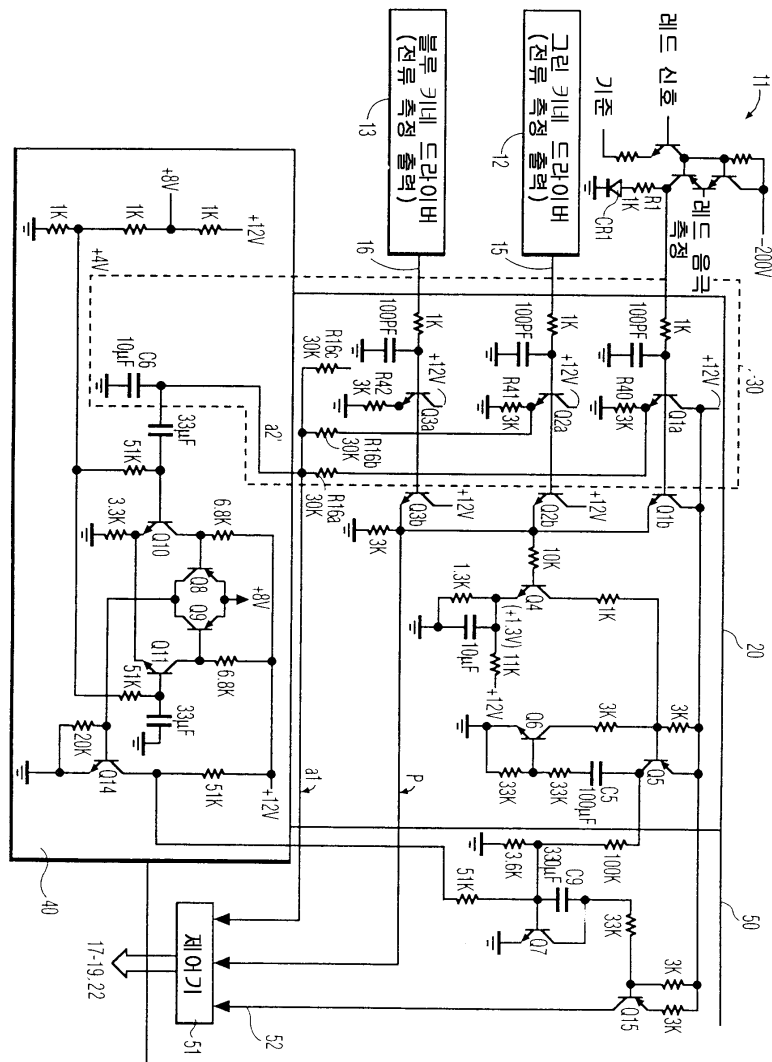 11
레드 신호
기준
-200V
레드 음극
측정
R1
1K
CR1
그린 키네 드라이버
(전류 측정 출력)
12
15
블루 키네 드라이버
(전류 측정 출력)
13
16
30
1K
100PF
+12V
Q1a
R40
3K
1K
100PF
+12V
Q2a
R41
3K
1K
100PF
+12V
Q3a
R42
3K
R16c
30K
R16b
30K
R16a
30K
Q1b
+12V
Q2b
+12V
Q3b
3K
10K
Q4
1K
1.3K
(+1.3V)
10µF
11K
+12V
20
3K
Q5
3K
Q6
33K
33K
C5
100µF
P
a1
50
100K
3.6K
330µF
C9
Q7
51K
33K
3K
3K
Q15
52
제어기
51
17-19,22
+12V
1K
+8V
1K
+4V
1K
C6
10µF
a2'
33µF
51K
Q10
3.3K
6.8K
Q8
Q9
+8V
Q11
6.8K
51K
33µF
20K
Q14
51K
+12V
40